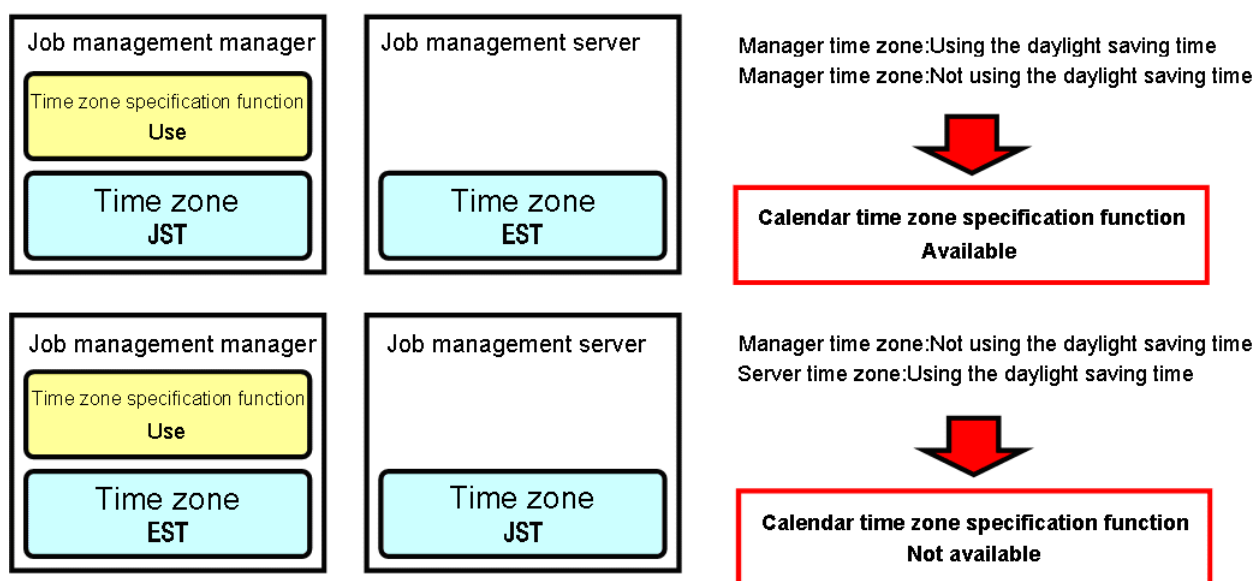 Job management manager
Time zone specification function
Use
Time zone
JST
Job management server
Time zone
EST
Manager time zone:Using the daylight saving time
Manager time zone:Not using the daylight saving time
Calendar time zone specification function
Available
Job management manager
Time zone specification function
Use
Time zone
EST
Job management server
Time zone
JST
Manager time zone:Not using the daylight saving time
Server time zone:Using the daylight saving time
Calendar time zone specification function
Not available